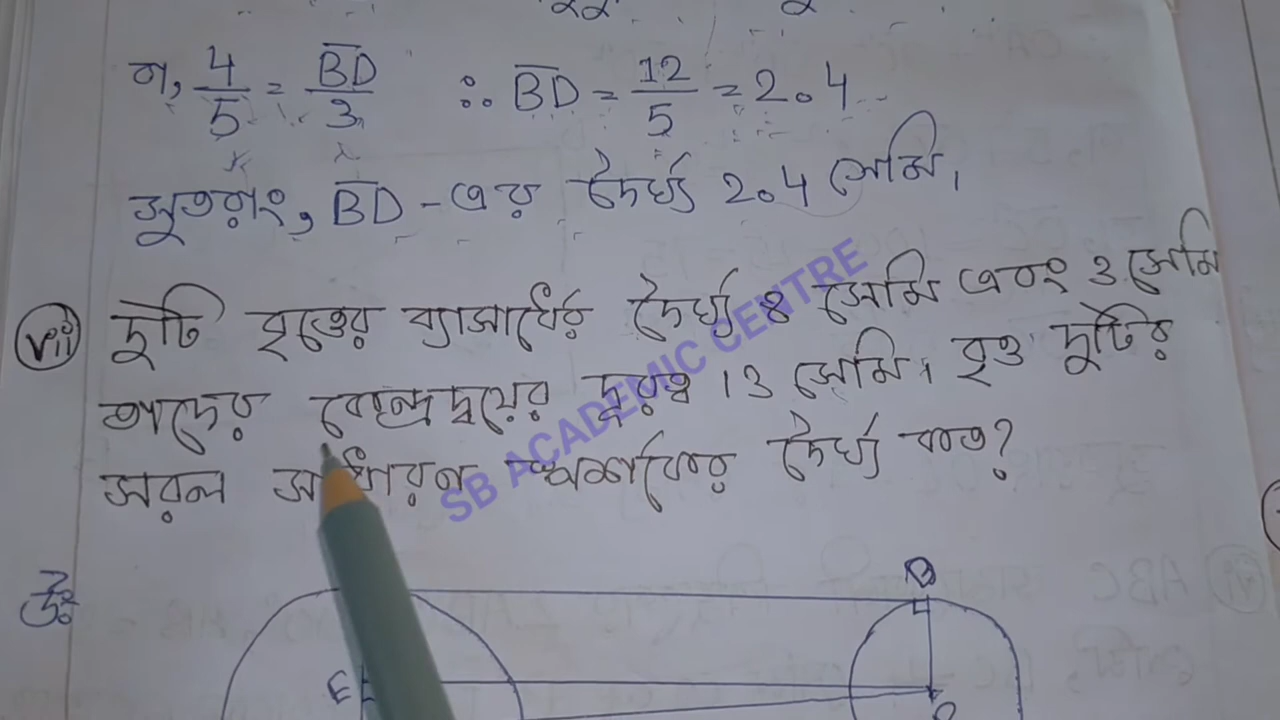 বা, 4/5 = BD/3 ∴ BD = 12/5 = 2.4
সুতরাং, BD - এর দৈর্ঘ্য 2.4 সেমি।
(vii) দুটি বৃত্তের ব্যাসার্ধের দৈর্ঘ্য 8 সেমি এবং 3 সেমি
তাদের কেন্দ্রদ্বয়ের দূরত্ব 13 সেমি। বৃত্ত দুটির
সরল সাধারণ স্পর্শকের দৈর্ঘ্য কত?
SB ACADEMIC CENTRE
উঃ
B
E